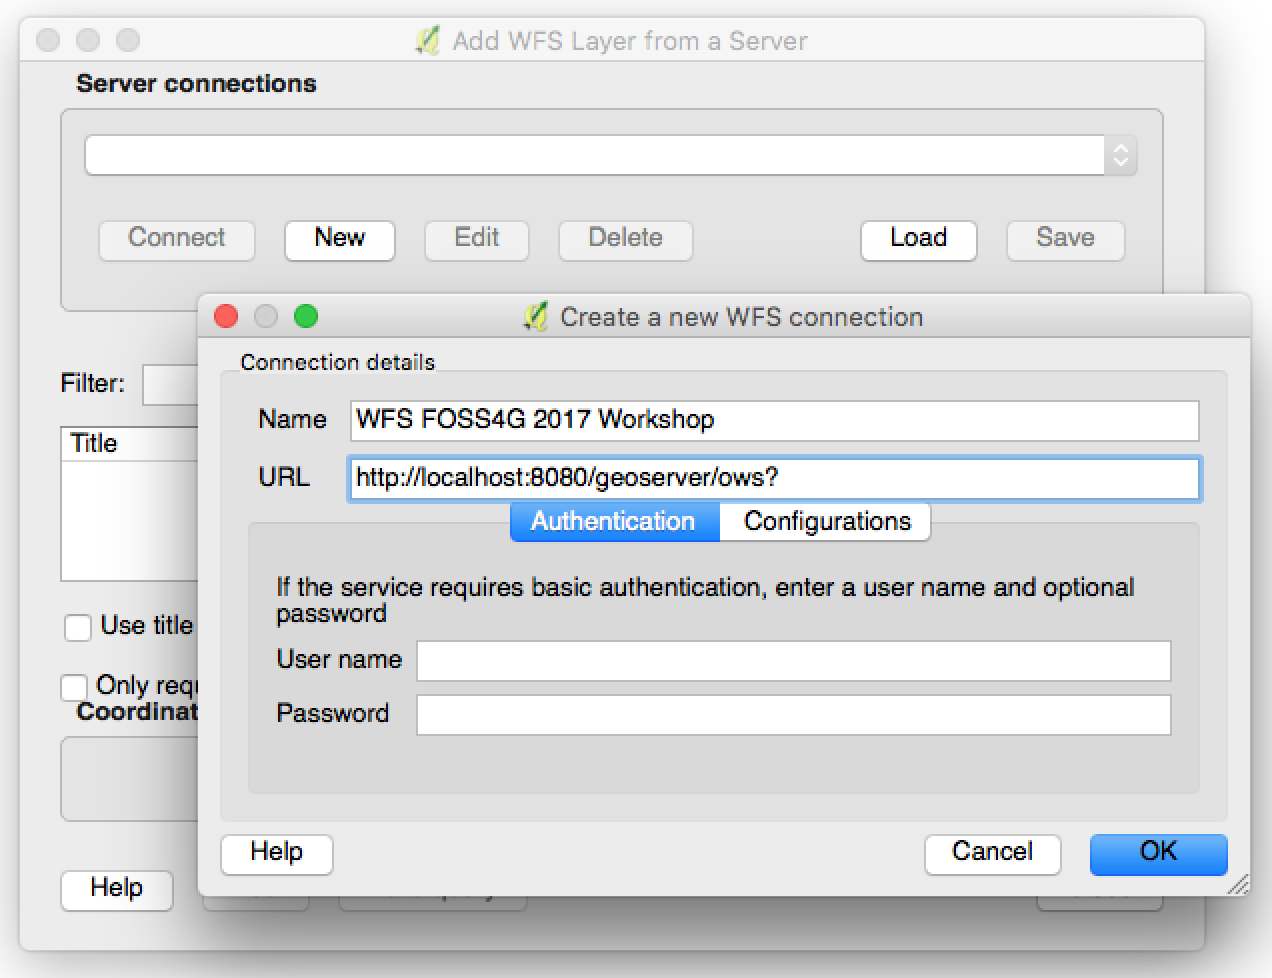 Add WFS Layer from a Server
Server connections
Connect New Edit Delete Load Save
Create a new WFS connection
Connection details
Filter:
Name WFS FOSS4G 2017 Workshop
Title
URL http://localhost:8080/geoserver/ows?
Authentication Configurations
If the service requires basic authentication, enter a user name and optional
password
Use title
User name
Only requ
Coordinat
Password
Help Cancel OK
Help